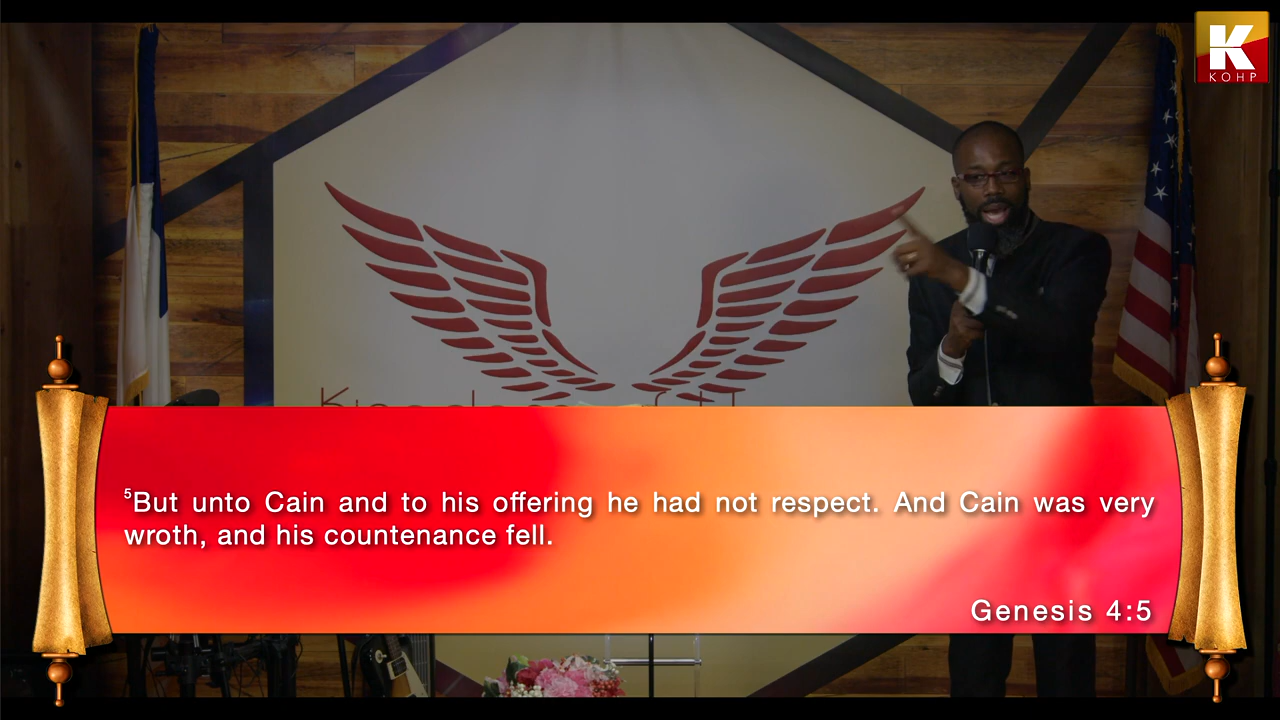 K
KOHP
⁵But unto Cain and to his offering he had not respect. And Cain was very
wroth, and his countenance fell.
Genesis 4:5